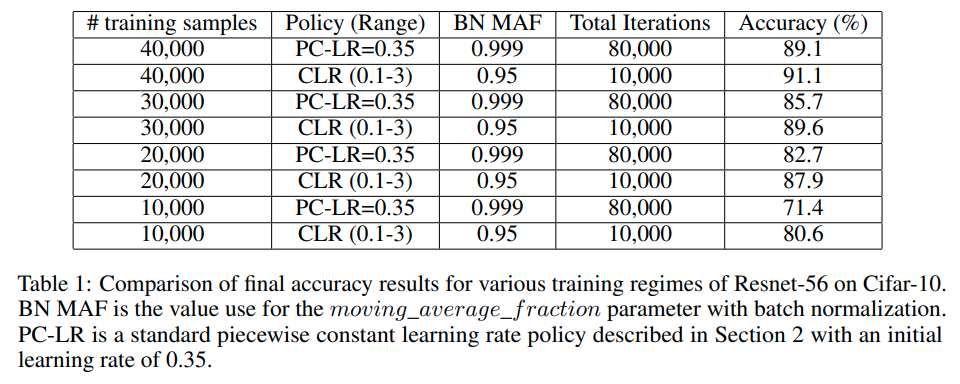 # training samples Policy (Range) BN MAF Total Iterations Accuracy (%)
40,000 PC-LR=0.35 0.999 80,000 89.1
40,000 CLR (0.1-3) 0.95 10,000 91.1
30,000 PC-LR=0.35 0.999 80,000 85.7
30,000 CLR (0.1-3) 0.95 10,000 89.6
20,000 PC-LR=0.35 0.999 80,000 82.7
20,000 CLR (0.1-3) 0.95 10,000 87.9
10,000 PC-LR=0.35 0.999 80,000 71.4
10,000 CLR (0.1-3) 0.95 10,000 80.6
Table 1: Comparison of final accuracy results for various training regimes of Resnet-56 on Cifar-10.
BN MAF is the value use for the moving_average_fraction parameter with batch normalization.
PC-LR is a standard piecewise constant learning rate policy described in Section 2 with an initial
learning rate of 0.35.